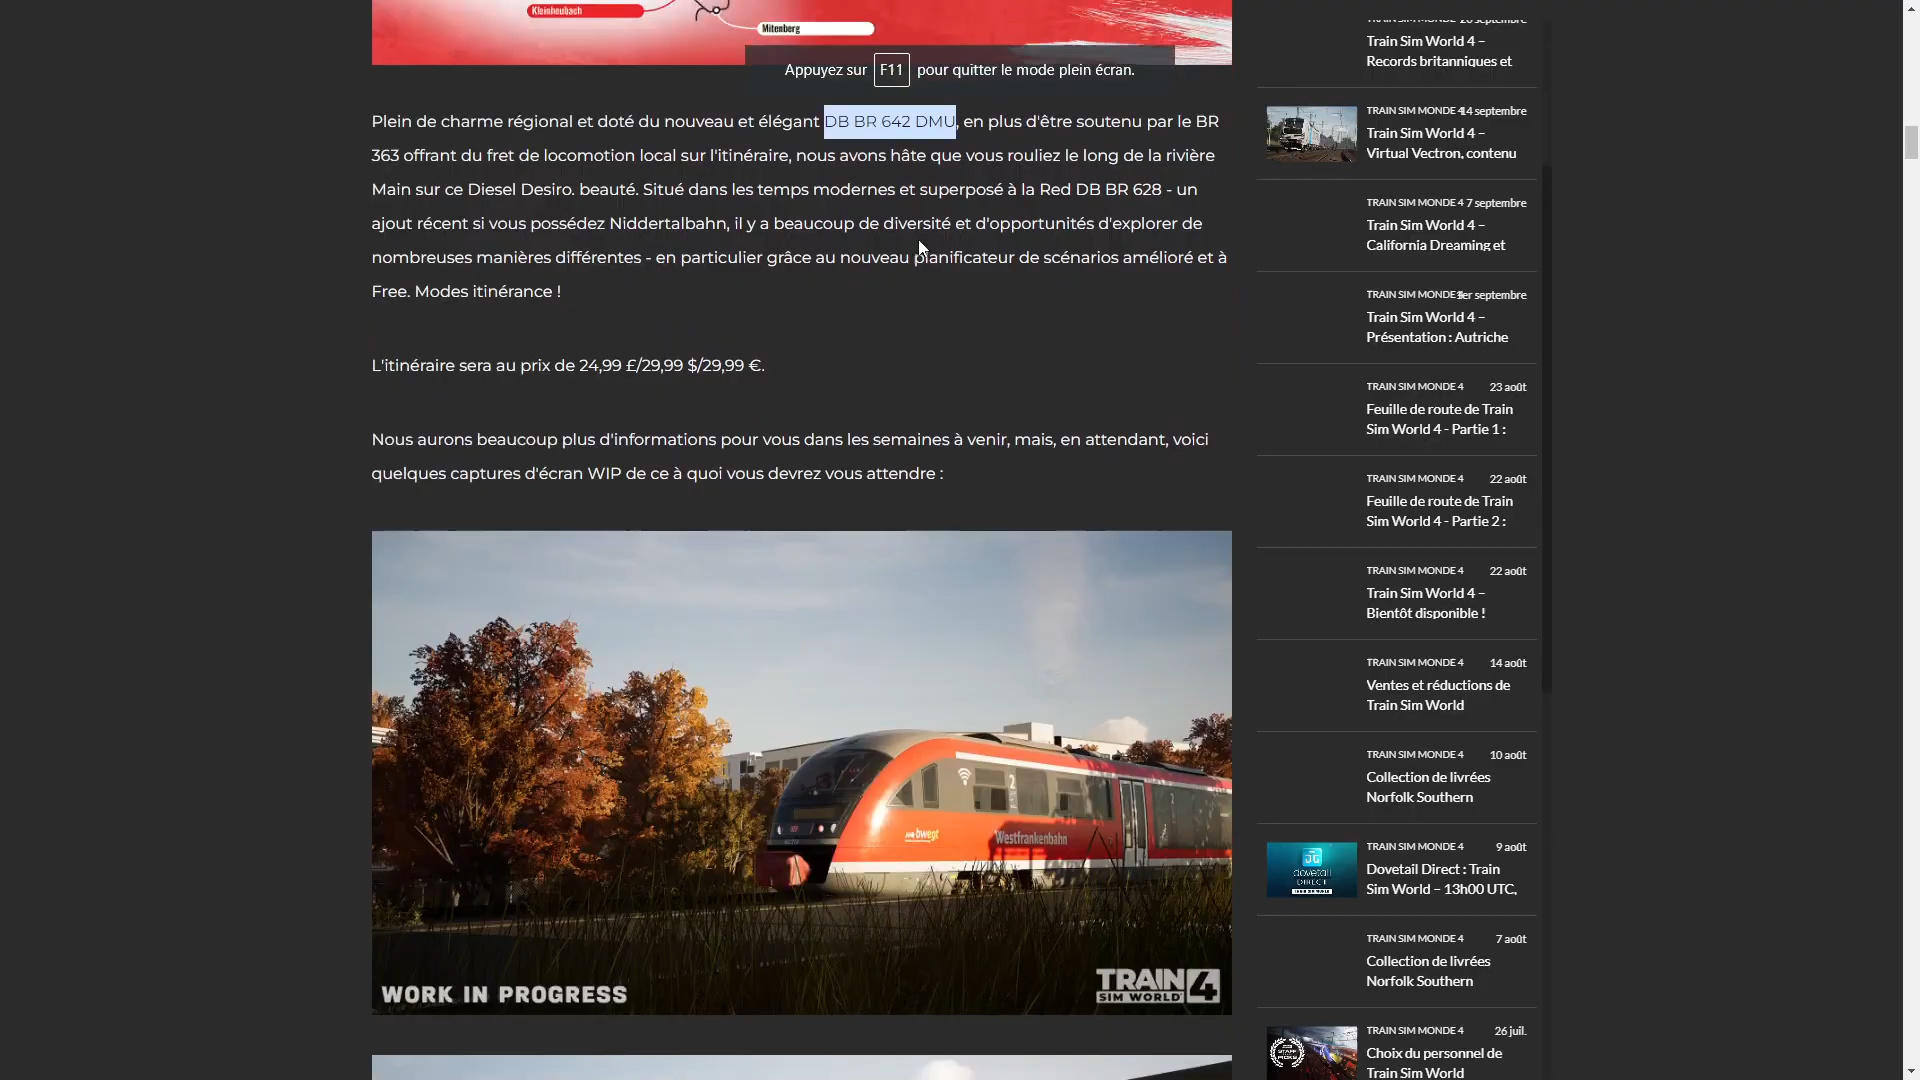 Kleinheubach
Mitenberg
Appuyez sur F11 pour quitter le mode plein écran.
Plein de charme régional et doté du nouveau et élégant DB BR 642 DMU, en plus d'être soutenu par le BR
363 offrant du fret de locomotion local sur l'itinéraire, nous avons hâte que vous rouliez le long de la rivière
Main sur ce Diesel Desiro. beauté. Situé dans les temps modernes et superposé à la Red DB BR 628 - un
ajout récent si vous possédez Niddertalbahn, il y a beaucoup de diversité et d'opportunités d'explorer de
nombreuses manières différentes - en particulier grâce au nouveau planificateur de scénarios amélioré et à
Free. Modes itinérance !
L'itinéraire sera au prix de 24,99 £/29,99 $/29,99 €.
Nous aurons beaucoup plus d'informations pour vous dans les semaines à venir, mais, en attendant, voici
quelques captures d'écran WIP de ce à quoi vous devrez vous attendre :
2
bwegt
Westfrankenbahn
WORK IN PROGRESS
TRAIN
SIM WORLD 4
TRAIN SIM MONDE 4 20 septembre
Train Sim World 4 –
Records britanniques et
TRAIN SIM MONDE 4 14 septembre
Train Sim World 4 –
Virtual Vectron, contenu
TRAIN SIM MONDE 4 7 septembre
Train Sim World 4 –
California Dreaming et
TRAIN SIM MONDE 1er septembre
Train Sim World 4 –
Présentation : Autriche
TRAIN SIM MONDE 4 23 août
Feuille de route de Train
Sim World 4 - Partie 1 :
TRAIN SIM MONDE 4 22 août
Feuille de route de Train
Sim World 4 - Partie 2 :
TRAIN SIM MONDE 4 22 août
Train Sim World 4 –
Bientôt disponible !
TRAIN SIM MONDE 4 14 août
Ventes et réductions de
Train Sim World
TRAIN SIM MONDE 4 10 août
Collection de livrées
Norfolk Southern
dovetail
DIRECT
TRAIN SIM MONDE 4 9 août
Dovetail Direct : Train
Sim World – 13h00 UTC,
TRAIN SIM MONDE 4 7 août
Collection de livrées
Norfolk Southern
STAFF
PICKS
TRAIN SIM MONDE 4 26 juil.
Choix du personnel de
Train Sim World